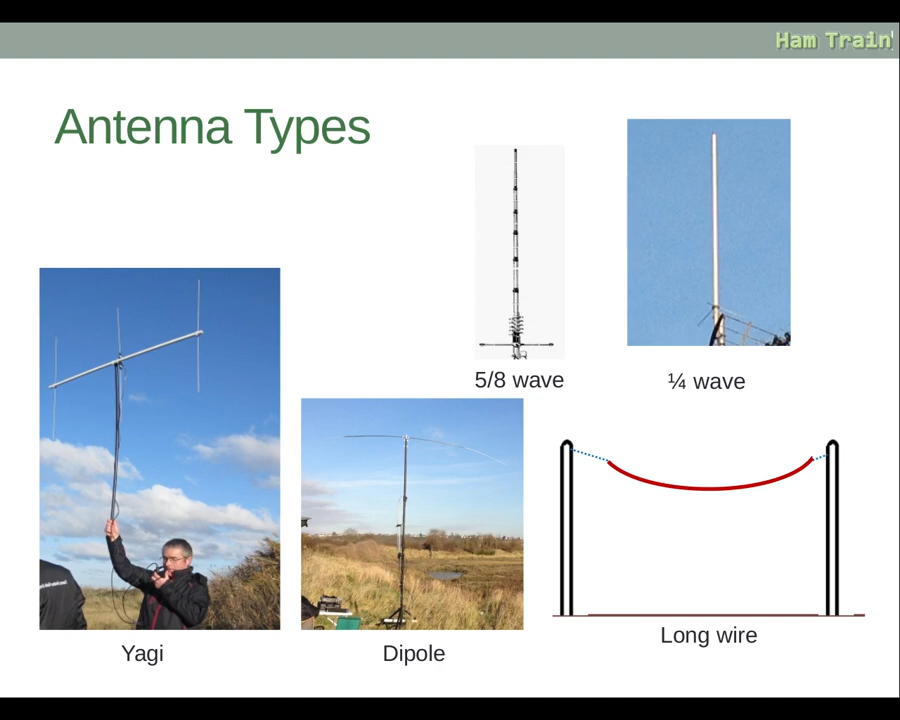 Ham Train
Antenna Types
5/8 wave
¼ wave
Yagi
Dipole
Long wire